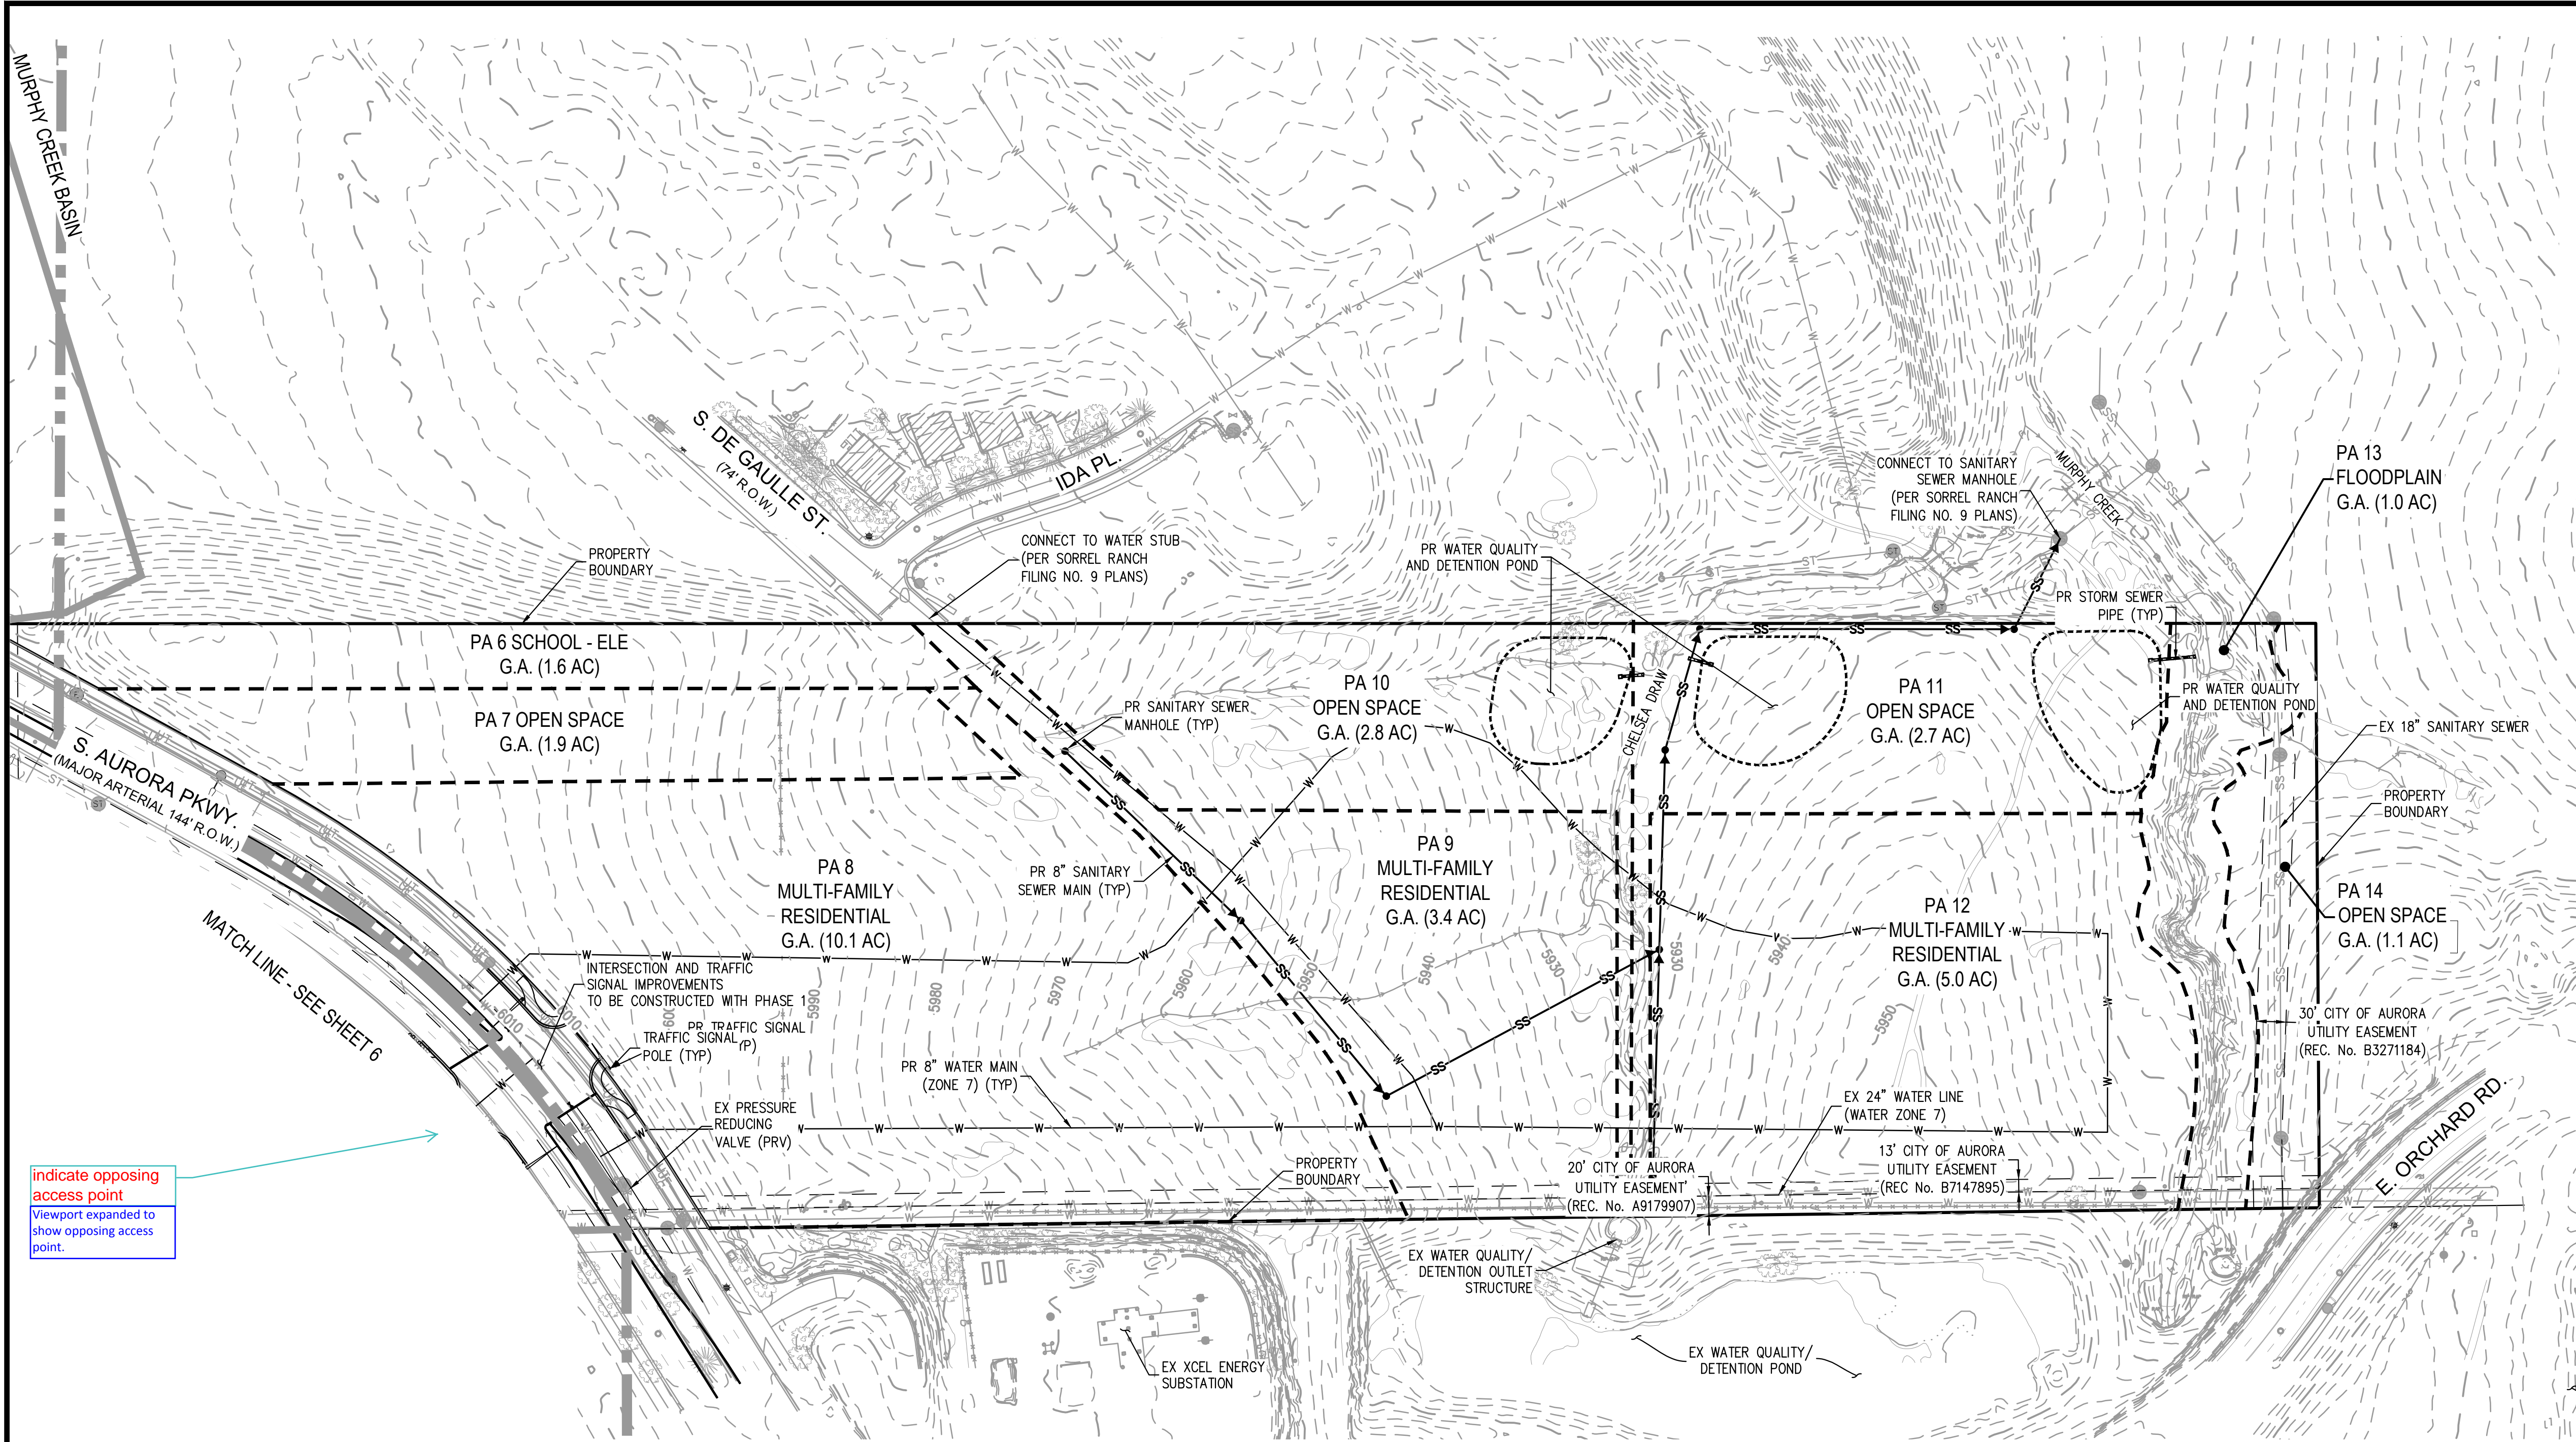 MURPHY CREEK BASIN
S. DE GAULLE ST.
(74' R.O.W.)
IDA PL.
CONNECT TO WATER STUB
(PER SORREL RANCH
FILING NO. 9 PLANS)
PROPERTY
BOUNDARY
PR WATER QUALITY
AND DETENTION POND
CONNECT TO SANITARY
SEWER MANHOLE
(PER SORREL RANCH
FILING NO. 9 PLANS)
MURPHY CREEK
PA 13
FLOODPLAIN
G.A. (1.0 AC)
PR STORM SEWER
PIPE (TYP)
PA 6 SCHOOL - ELE
G.A. (1.6 AC)
PA 7 OPEN SPACE
G.A. (1.9 AC)
PR SANITARY SEWER
MANHOLE (TYP)
PA 10
OPEN SPACE
G.A. (2.8 AC)
CHELSEA DRAW
PA 11
OPEN SPACE
G.A. (2.7 AC)
PR WATER QUALITY
AND DETENTION POND
EX 18" SANITARY SEWER
S. AURORA PKWY.
(MAJOR ARTERIAL 144' R.O.W.)
PROPERTY
BOUNDARY
PA 8
MULTI-FAMILY
RESIDENTIAL
G.A. (10.1 AC)
PR 8" SANITARY
SEWER MAIN (TYP)
PA 9
MULTI-FAMILY
RESIDENTIAL
G.A. (3.4 AC)
PA 12
MULTI-FAMILY
RESIDENTIAL
G.A. (5.0 AC)
PA 14
OPEN SPACE
G.A. (1.1 AC)
MATCH LINE - SEE SHEET 6
INTERSECTION AND TRAFFIC
SIGNAL IMPROVEMENTS
TO BE CONSTRUCTED WITH PHASE 1
6010
6010
5990
5980
5970
5960
5950
5940
5930
5930
5940
5950
PR TRAFFIC SIGNAL
TRAFFIC SIGNAL
POLE (TYP)
30' CITY OF AURORA
UTILITY EASEMENT
(REC. No. B3271184)
PR 8" WATER MAIN
(ZONE 7) (TYP)
EX PRESSURE
REDUCING
VALVE (PRV)
EX 24" WATER LINE
(WATER ZONE 7)
E. ORCHARD RD.
indicate opposing
access point
Viewport expanded to
show opposing access
point.
PROPERTY
BOUNDARY
20' CITY OF AURORA
UTILITY EASEMENT'
(REC. No. A9179907)
13' CITY OF AURORA
UTILITY EASEMENT
(REC No. B7147895)
EX WATER QUALITY/
DETENTION OUTLET
STRUCTURE
EX XCEL ENERGY
SUBSTATION
EX WATER QUALITY/
DETENTION POND